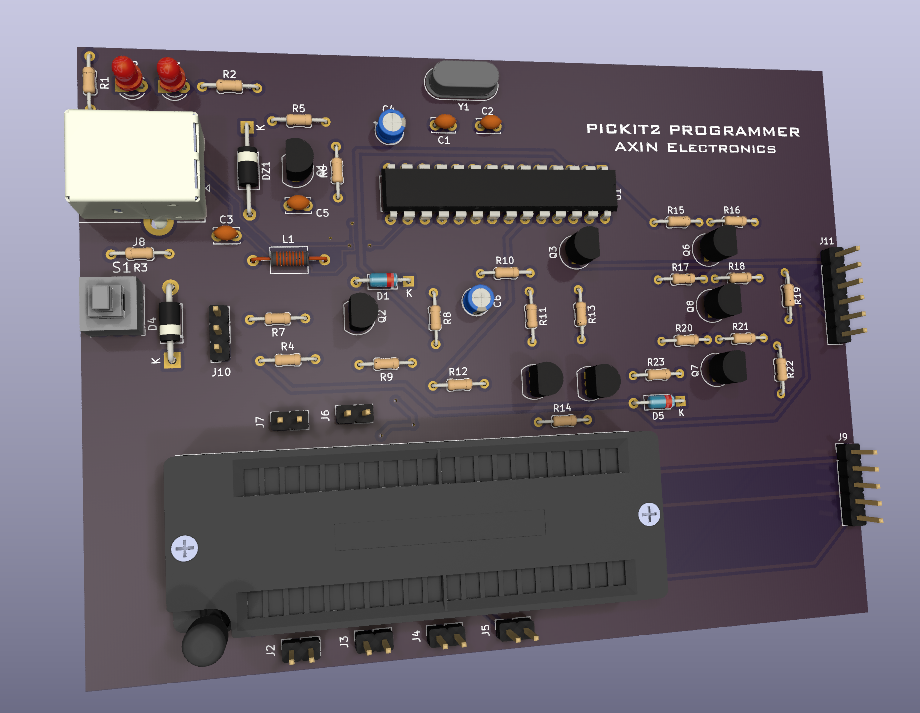 R1
R2
Y1
R5
C1
C2
PICKIT2 PROGRAMMER
AXIN ELECTRONICS
K
DZ1
C5
C3
L1
J8
R3
S1
R15
R16
Q3
Q6
J11
R10
R17
R18
R19
D1
K
C6
Q8
D4
K
R7
Q2
R8
R11
R13
R20
R21
R4
R9
J10
R12
R23
Q7
R22
R14
D5
K
J7
J6
J9
J2
J3
J4
J5